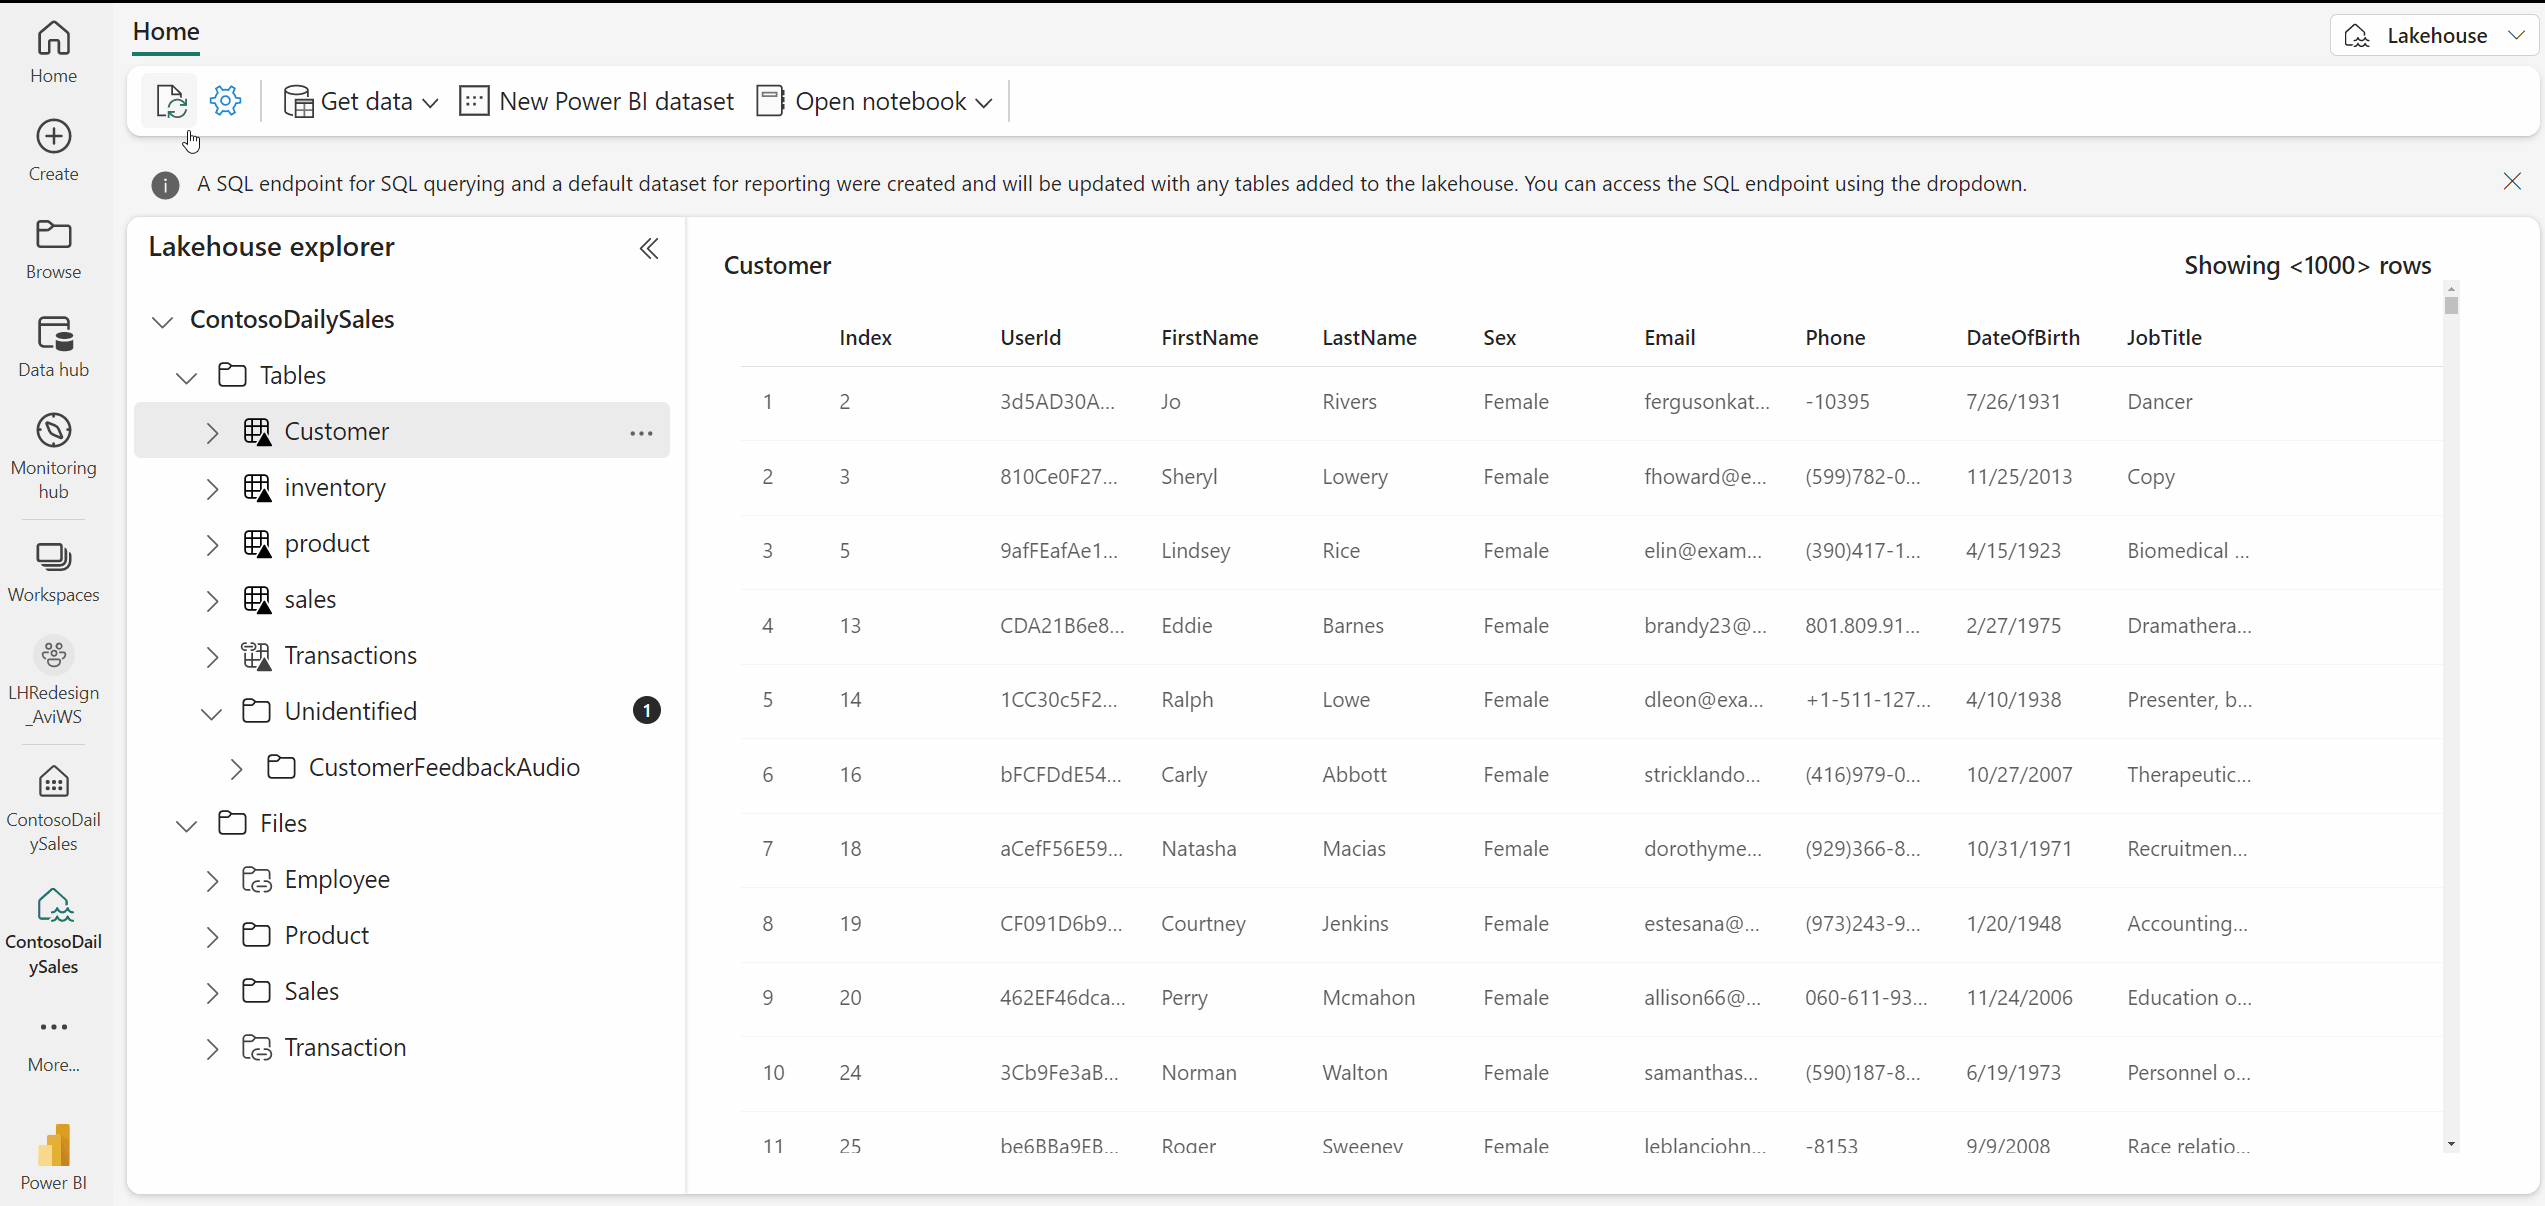 Home
Lakehouse
Get data
New Power BI dataset
Open notebook
A SQL endpoint for SQL querying and a default dataset for reporting were created and will be updated with any tables added to the lakehouse. You can access the SQL endpoint using the dropdown.
Home
Create
Browse
Data hub
Monitoring
hub
Workspaces
LHRedesign
_AviWS
ContosoDail
ySales
ContosoDail
ySales
More...
Power BI
Lakehouse explorer
ContosoDailySales
Tables
Customer
inventory
product
sales
Transactions
Unidentified 1
CustomerFeedbackAudio
Files
Employee
Product
Sales
Transaction
Customer
Showing <1000> rows
Index UserId FirstName LastName Sex Email Phone DateOfBirth JobTitle
1 2 3d5AD30A... Jo Rivers Female fergusonkat... -10395 7/26/1931 Dancer
2 3 810Ce0F27... Sheryl Lowery Female fhoward@e... (599)782-0... 11/25/2013 Copy
3 5 9afFEafAe1... Lindsey Rice Female elin@exam... (390)417-1... 4/15/1923 Biomedical ...
4 13 CDA21B6e8... Eddie Barnes Female brandy23@... 801.809.91... 2/27/1975 Dramathera...
5 14 1CC30c5F2... Ralph Lowe Female dleon@exa... +1-511-127... 4/10/1938 Presenter, b...
6 16 bFCFDdE54... Carly Abbott Female stricklando... (416)979-0... 10/27/2007 Therapeutic...
7 18 aCefF56E59... Natasha Macias Female dorothyme... (929)366-8... 10/31/1971 Recruitmen...
8 19 CF091D6b9... Courtney Jenkins Female estesana@... (973)243-9... 1/20/1948 Accounting...
9 20 462EF46dca... Perry Mcmahon Female allison66@... 060-611-93... 11/24/2006 Education o...
10 24 3Cb9Fe3aB... Norman Walton Female samanthas... (590)187-8... 6/19/1973 Personnel o...
11 25 be6BBa9EB... Roger Sweeney Female leblancjohn... -8153 9/9/2008 Race relatio...